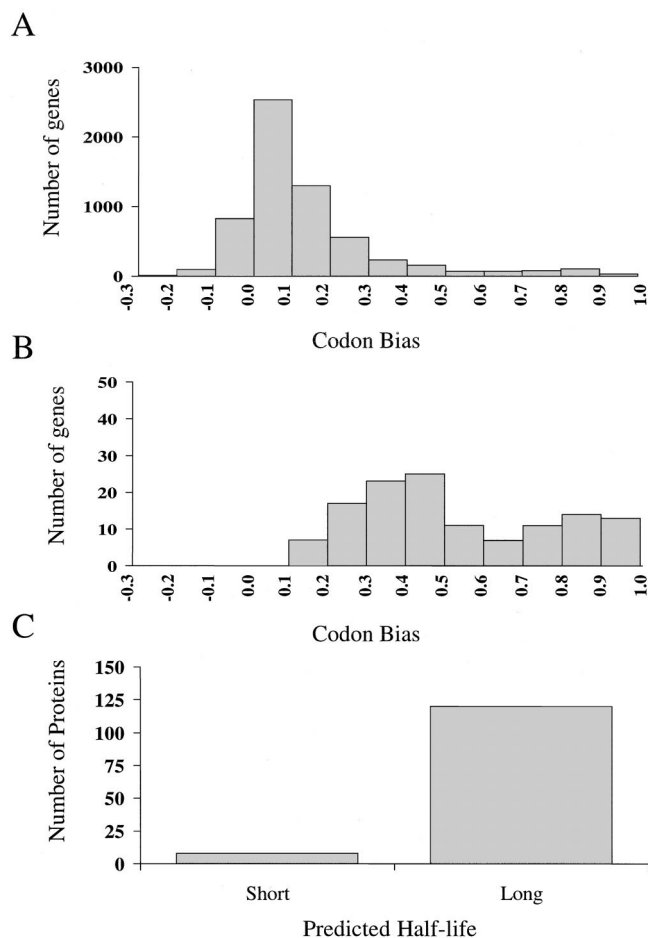 A
Number of genes
3000
2000
1000
0
-0.3 -0.2 -0.1 0.0 0.1 0.2 0.3 0.4 0.5 0.6 0.7 0.8 0.9 1.0
Codon Bias
B
Number of genes
50
40
30
20
10
0
-0.3 -0.2 -0.1 0.0 0.1 0.2 0.3 0.4 0.5 0.6 0.7 0.8 0.9 1.0
Codon Bias
C
Number of Proteins
150
125
100
75
50
25
0
Short Long
Predicted Half-life